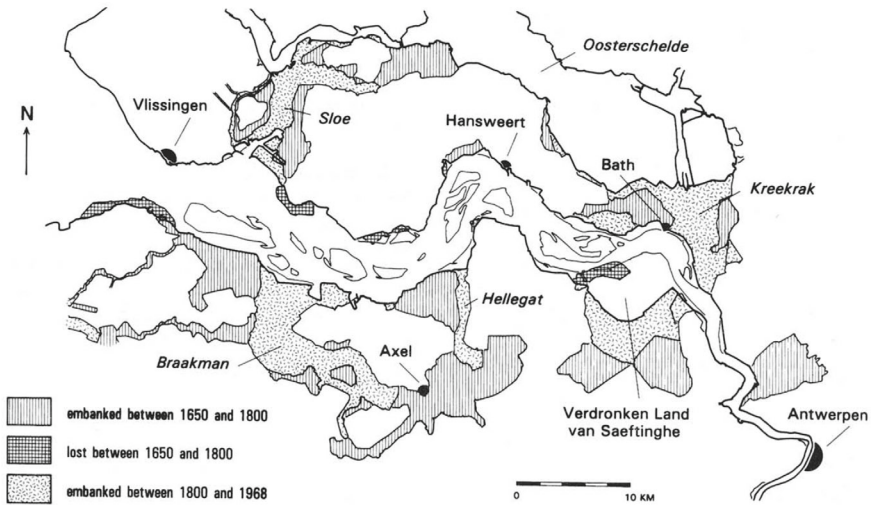 Oosterschelde
N
Vlissingen
Sloe
Hansweert
Bath
Kreekrak
Hellegat
Braakman
Axel
Verdronken Land
van Saeftinghe
Antwerpen
embanked between 1650 and 1800
lost between 1650 and 1800
embanked between 1800 and 1968
0 10 KM